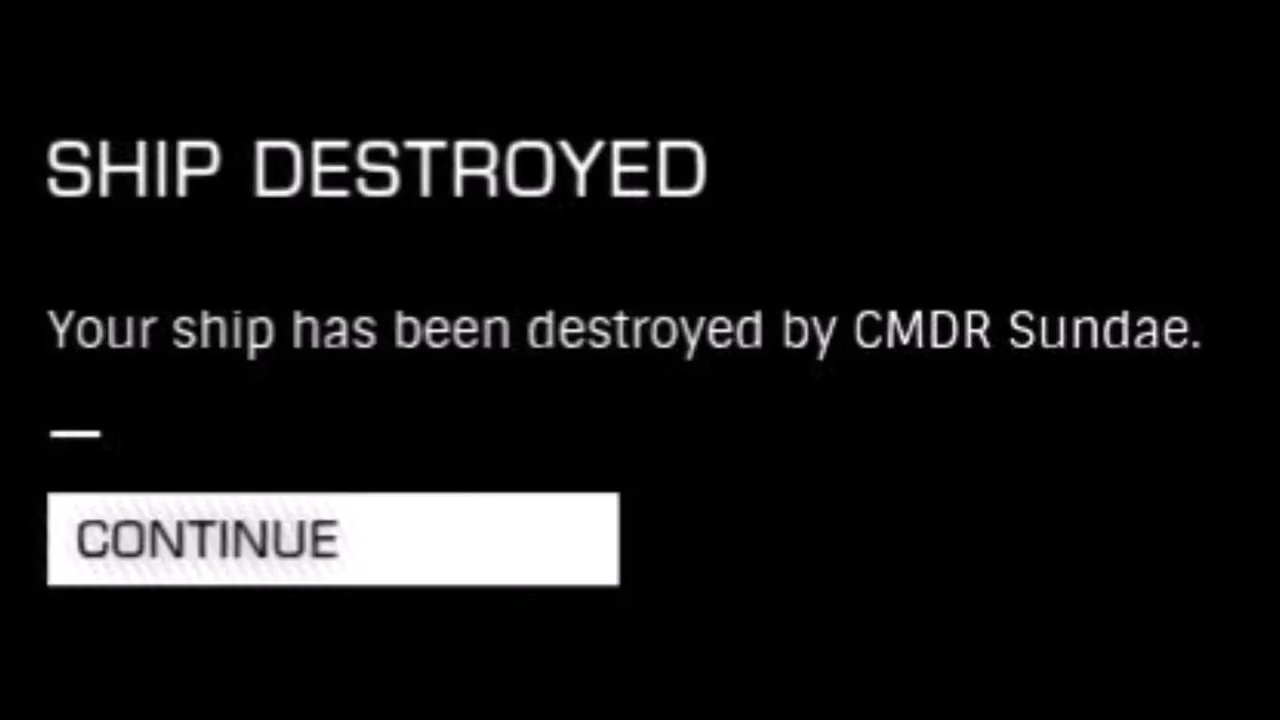 SHIP DESTROYED
Your ship has been destroyed by CMDR Sundae.
CONTINUE